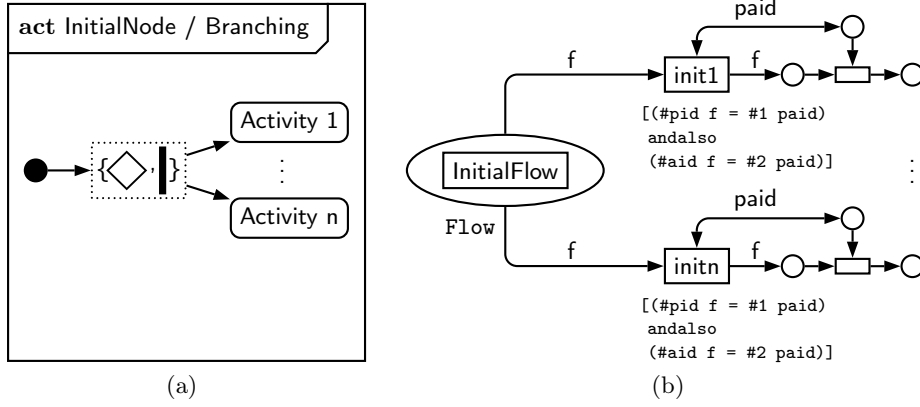 act InitialNode / Branching
Activity 1
{ , }
⋮
Activity n
(a)
paid
f
init1
f
[(#pid f = #1 paid)
andalso
(#aid f = #2 paid)]
InitialFlow
Flow
⋮
paid
f
initn
f
[(#pid f = #1 paid)
andalso
(#aid f = #2 paid)]
(b)